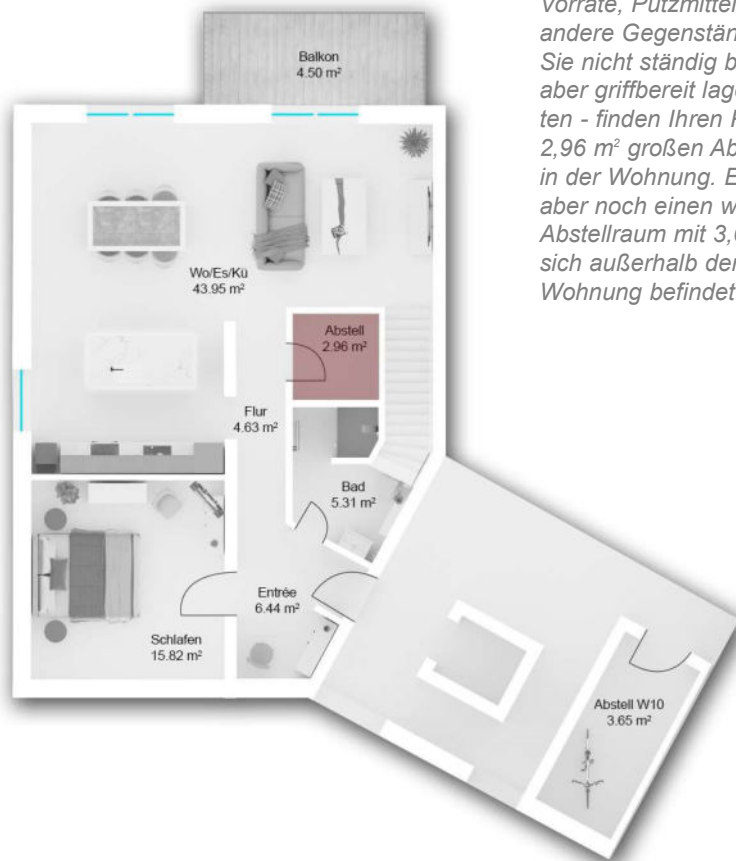 Vorräte, Putzmittel
andere Gegenstän
Sie nicht ständig b
aber griffbereit lage
ten - finden Ihren
2,96 m² großen Ab
in der Wohnung. E
aber noch einen w
Abstellraum mit 3,
sich außerhalb der
Wohnung befindet
Balkon
4.50 m²
Wo/Es/Kü
43.95 m²
Abstell
2.96 m²
Flur
4.63 m²
Bad
5.31 m²
Entrée
6.44 m²
Schlafen
15.82 m²
Abstell W10
3.65 m²